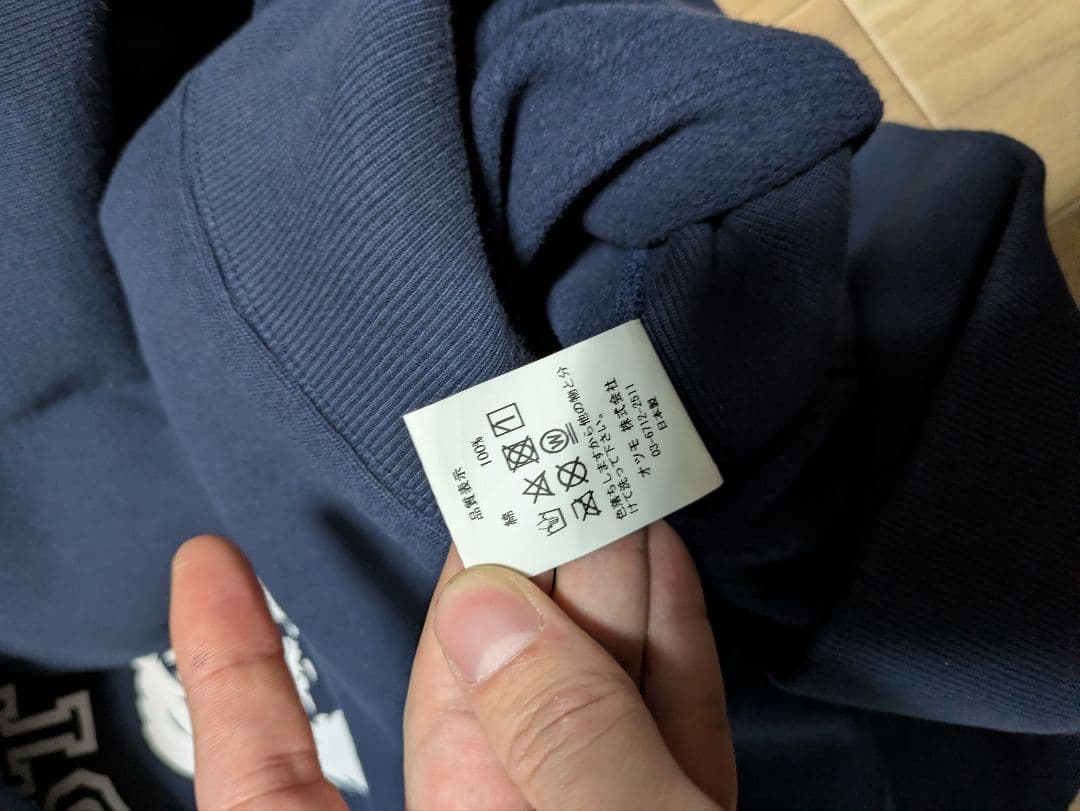 品質表示
綿 100%
W
色落ちしますから他の物と分
けて洗って下さい。
オツモ 株式会社
03-6712-2511
日本製